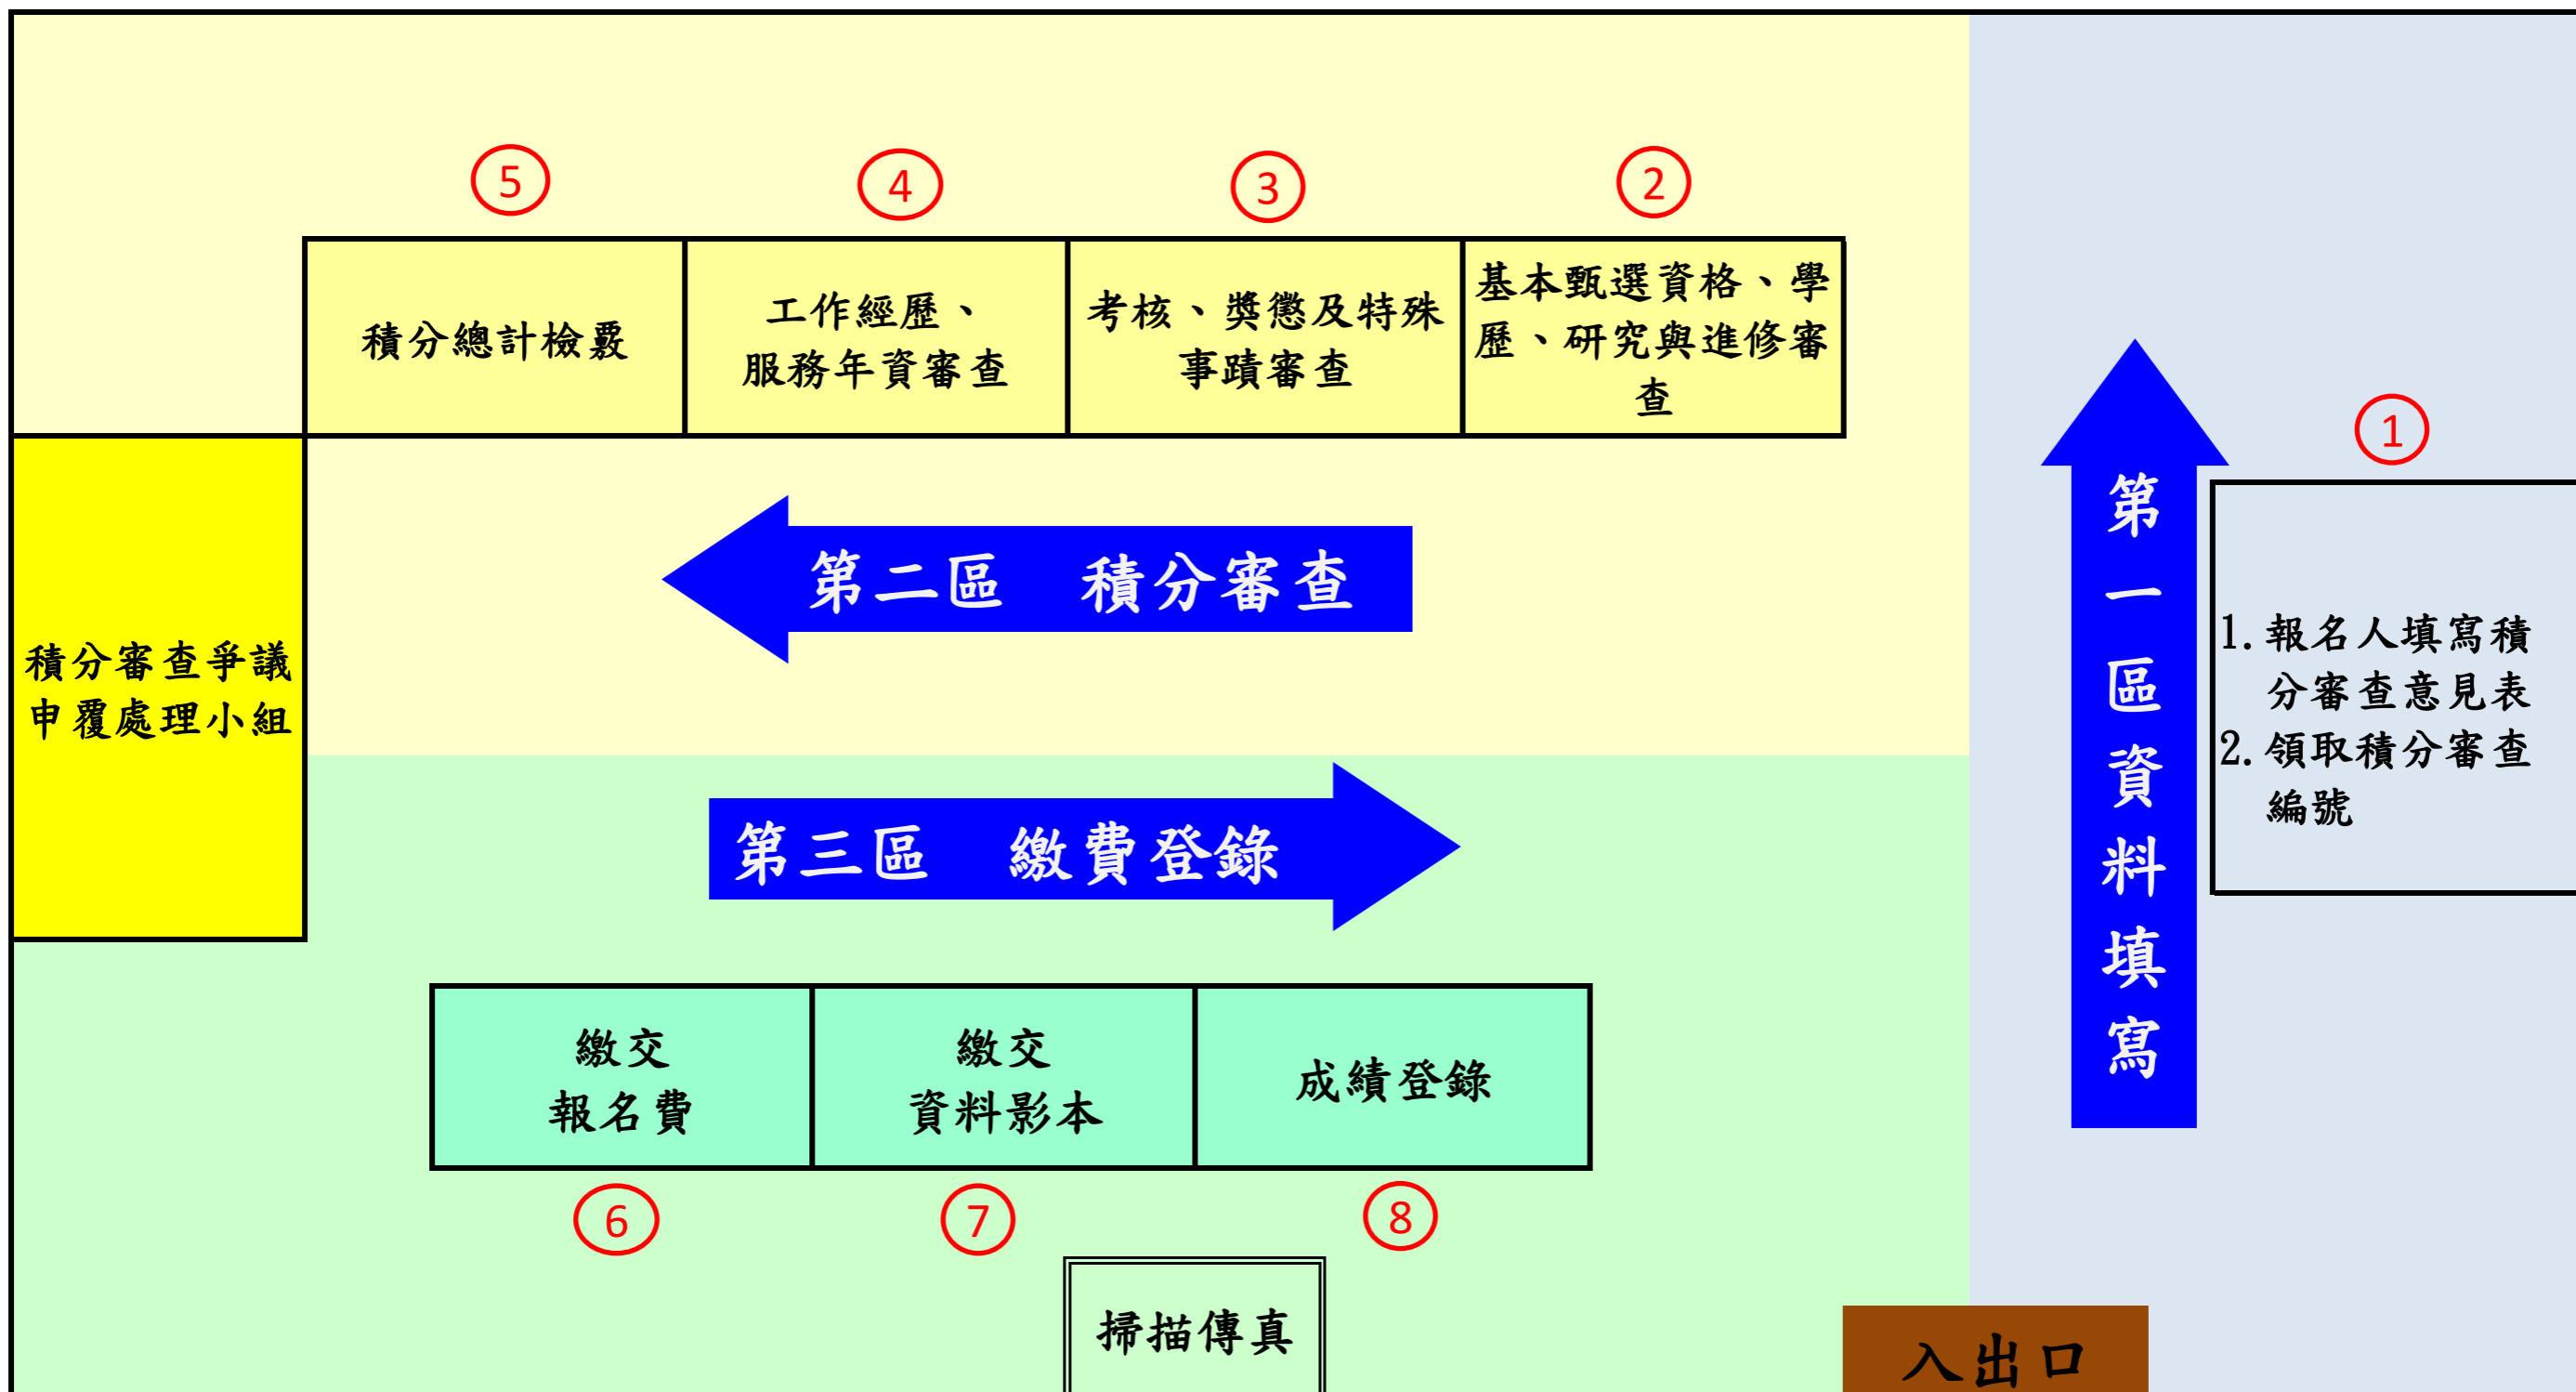 ⑤
④
③
②
積分總計檢覈
工作經歷、
服務年資審查
考核、獎懲及特殊
事蹟審查
基本甄選資格、學
歷、研究與進修審
查
①
第一區資料填寫
1. 報名人填寫積
分審查意見表
2. 領取積分審查
編號
第二區 積分審查
積分審查爭議
申覆處理小組
第三區 繳費登錄
繳交
報名費
繳交
資料影本
成績登錄
⑥
⑦
⑧
掃描傳真
入出口